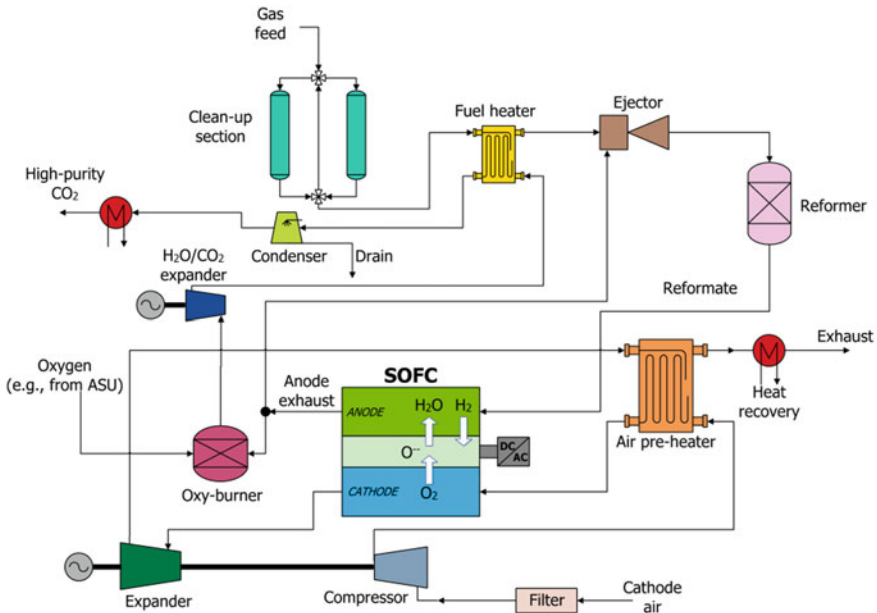 Gas
feed
Clean-up
section
Fuel heater
Ejector
High-purity
CO₂
Reformer
Condenser
Drain
H₂O/CO₂
expander
Reformate
Exhaust
Oxygen
(e.g., from ASU)
SOFC
Anode
exhaust
ANODE
H₂O
H₂
Heat
recovery
Air pre-heater
O⁻⁻
DC
AC
Oxy-burner
CATHODE
O₂
Expander
Compressor
Filter
Cathode
air